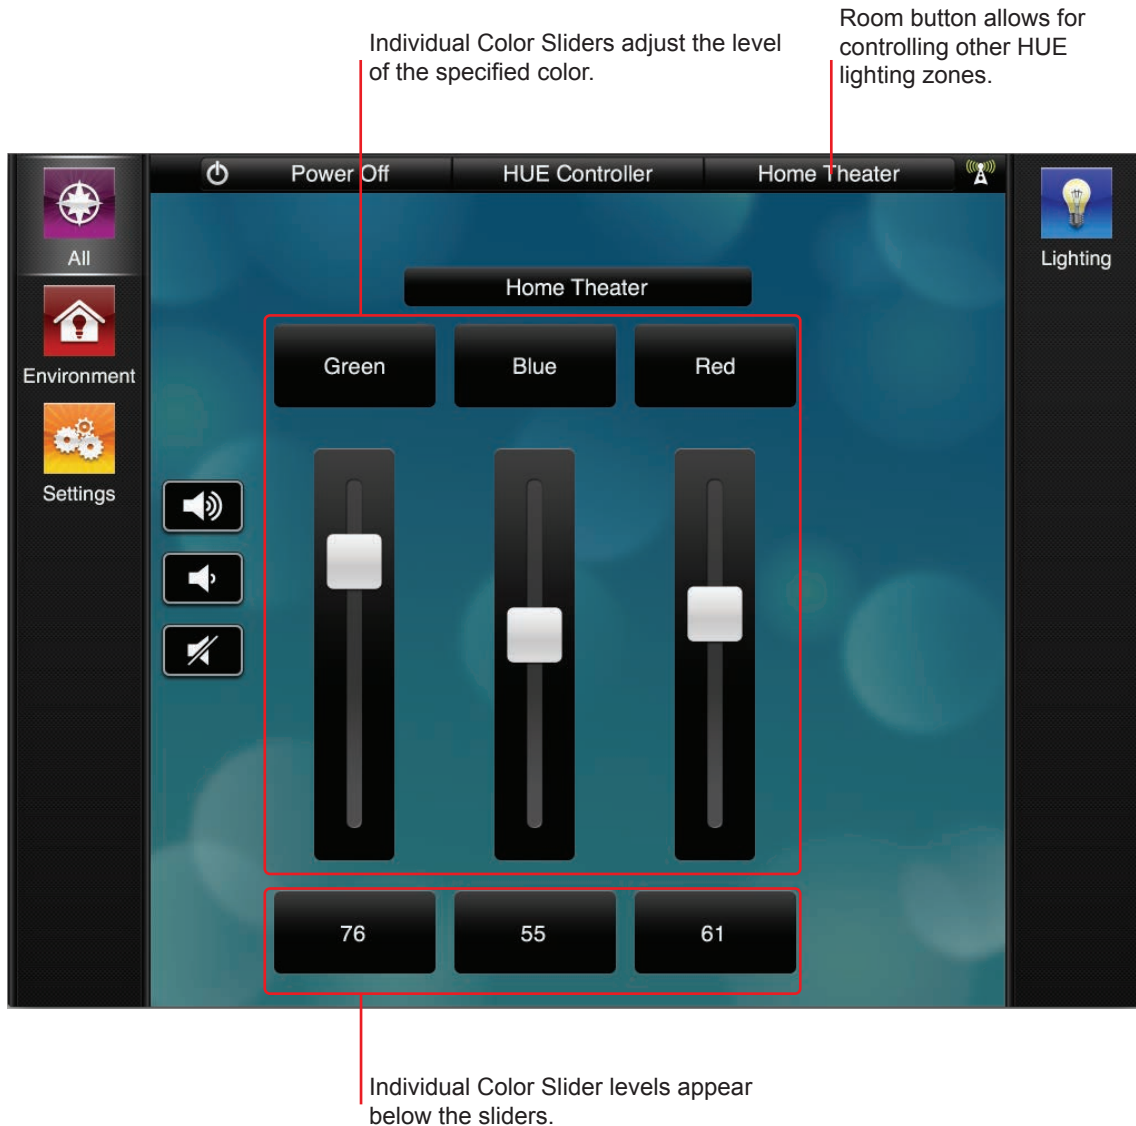 Individual Color Sliders adjust the level
of the specified color.
Room button allows for
controlling other HUE
lighting zones.
Power Off
HUE Controller
Home Theater
All
Lighting
Home Theater
Environment
Green
Blue
Red
Settings
76
55
61
Individual Color Slider levels appear
below the sliders.